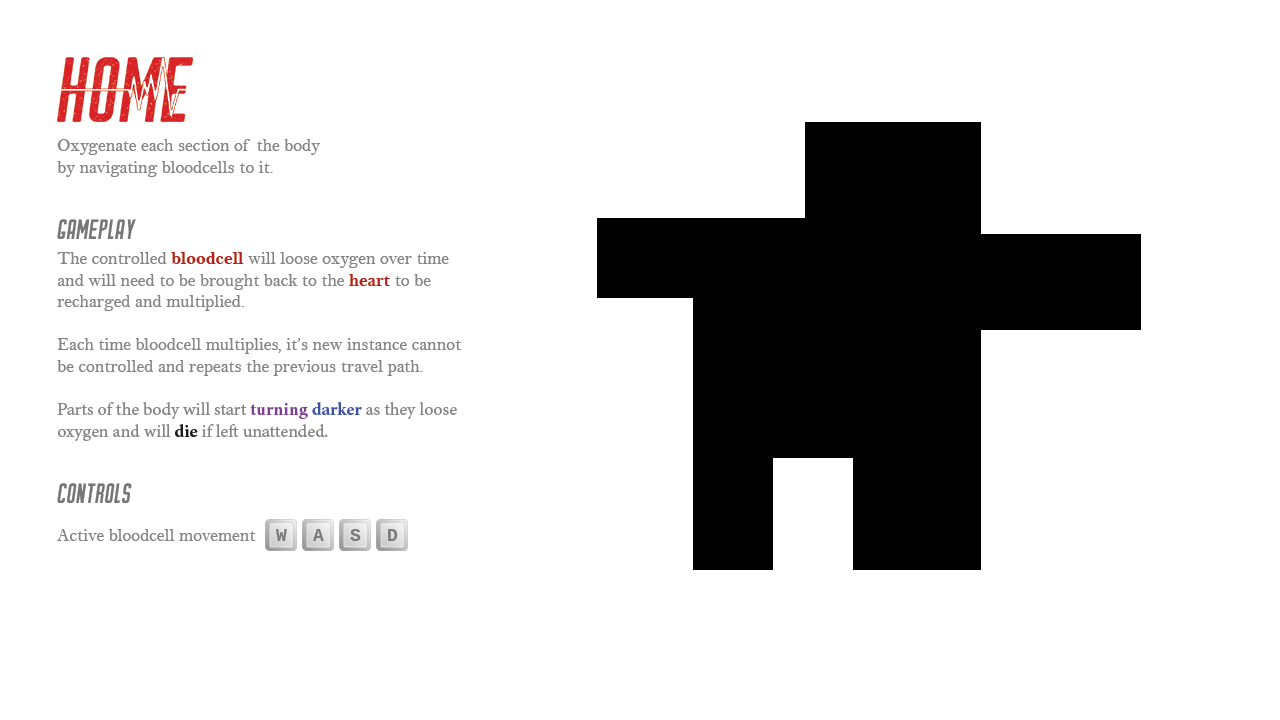 HOME
Oxygenate each section of the body
by navigating bloodcells to it.
GAMEPLAY
The controlled bloodcell will loose oxygen over time
and will need to be brought back to the heart to be
recharged and multiplied.
Each time bloodcell multiplies, it's new instance cannot
be controlled and repeats the previous travel path.
Parts of the body will start turning darker as they loose
oxygen and will die if left unattended.
CONTROLS
Active bloodcell movement W A S D